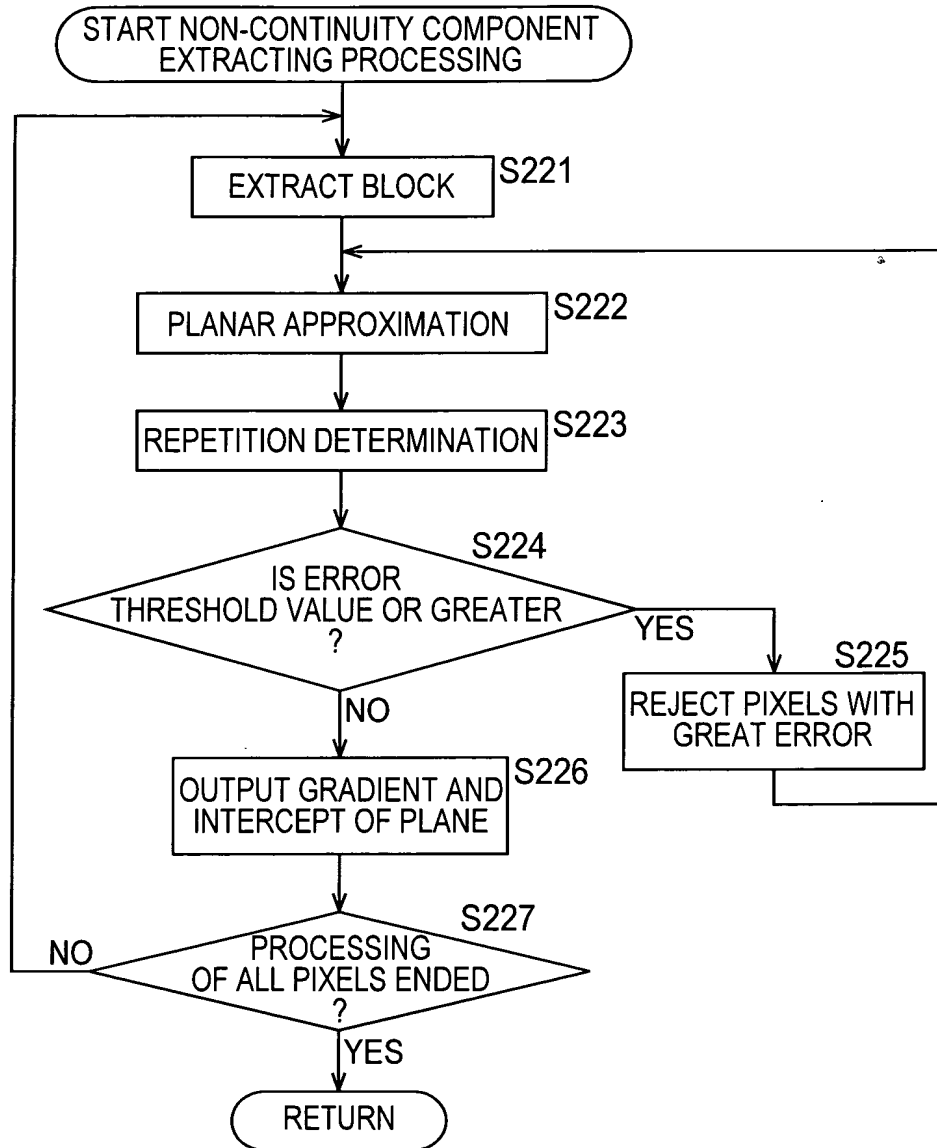 START NON-CONTINUITY COMPONENT
EXTRACTING PROCESSING
EXTRACT BLOCK
S221
PLANAR APPROXIMATION
S222
REPETITION DETERMINATION
S223
S224
IS ERROR
THRESHOLD VALUE OR GREATER
?
YES
S225
REJECT PIXELS WITH
GREAT ERROR
NO
S226
OUTPUT GRADIENT AND
INTERCEPT OF PLANE
S227
NO
PROCESSING
OF ALL PIXELS ENDED
?
YES
RETURN